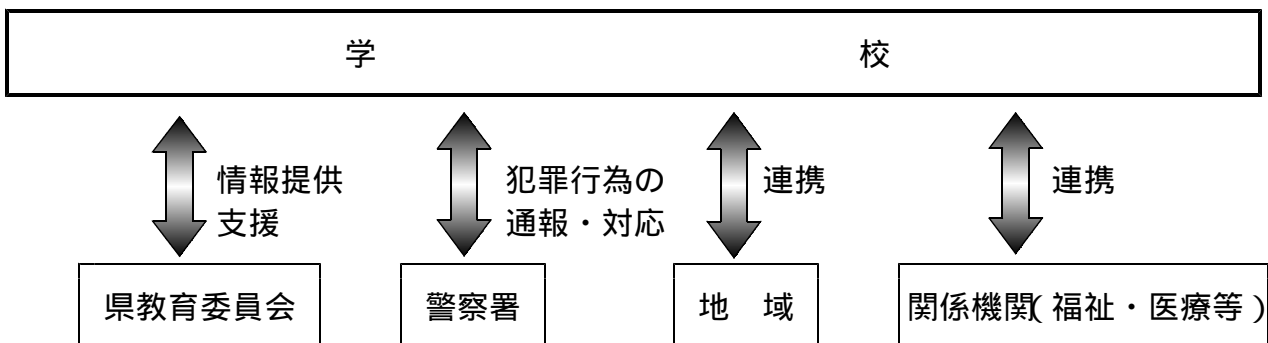 学 校
情報提供
支援
犯罪行為の
通報・対応
連携
連携
県教育委員会
警察署
地 域
関係機関(福祉・医療等)